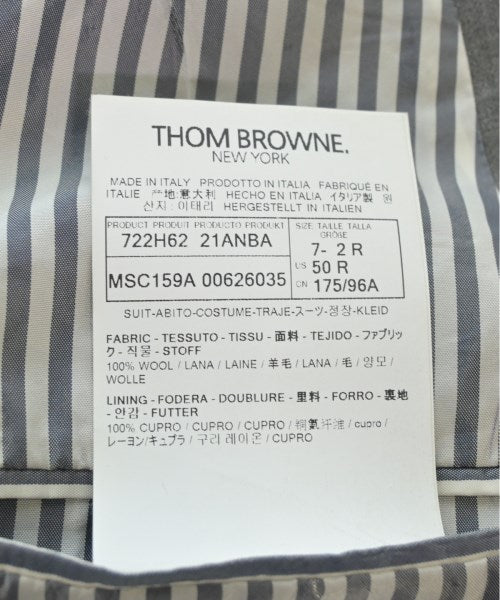 THOM BROWNE.
NEW YORK
MADE IN ITALY PRODOTTO IN ITALIA FABRIQUÉ EN
ITALIE 产地:意大利 HECHO EN ITALIA イタリア製 원
산지: 이태리 HERGESTELLT IN ITALIEN
PRODUCT PRODUIT PRODUCTO PRODUKT
722H62 21ANBA
MSC159A 00626035
SIZE TAILLE TALLA
GRÖßE
7- 2 R
US 50 R
CN 175/96A
SUIT-ABITO-COSTUME-TRAJE-スーツ-정장-KLEID
FABRIC - TESSUTO - TISSU - 面料 - TEJIDO - ファブリッ
ク - 직물 - STOFF
100% WOOL / LANA / LAINE / 羊毛 / LANA / 毛 / 양모 /
WOLLE
LINING - FODERA - DOUBLURE - 里料 - FORRO - 裏地
- 안감 - FUTTER
100% CUPRO / CUPRO / CUPRO / 铜氨纤维 / cupro /
レーヨン/キュプラ / 구리 레이온 / CUPRO